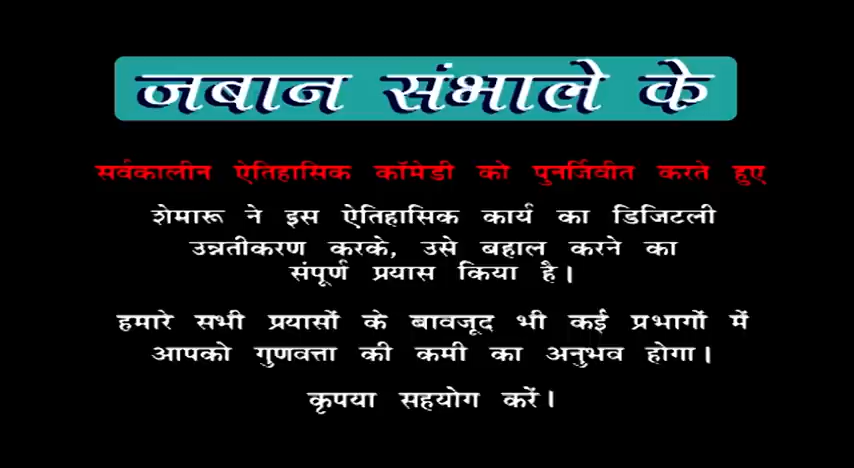 जबान संभाले के
सर्वकालीन ऐतिहासिक कॉमेडी को पुनर्जिवीत करते हुए
शेमारू ने इस ऐतिहासिक कार्य का डिजिटली
उन्नतीकरण करके, उसे बहाल करने का
संपूर्ण प्रयास किया है।
हमारे सभी प्रयासों के बावजूद भी कई प्रभागों में
आपको गुणवत्ता की कमी का अनुभव होगा।
कृपया सहयोग करें।